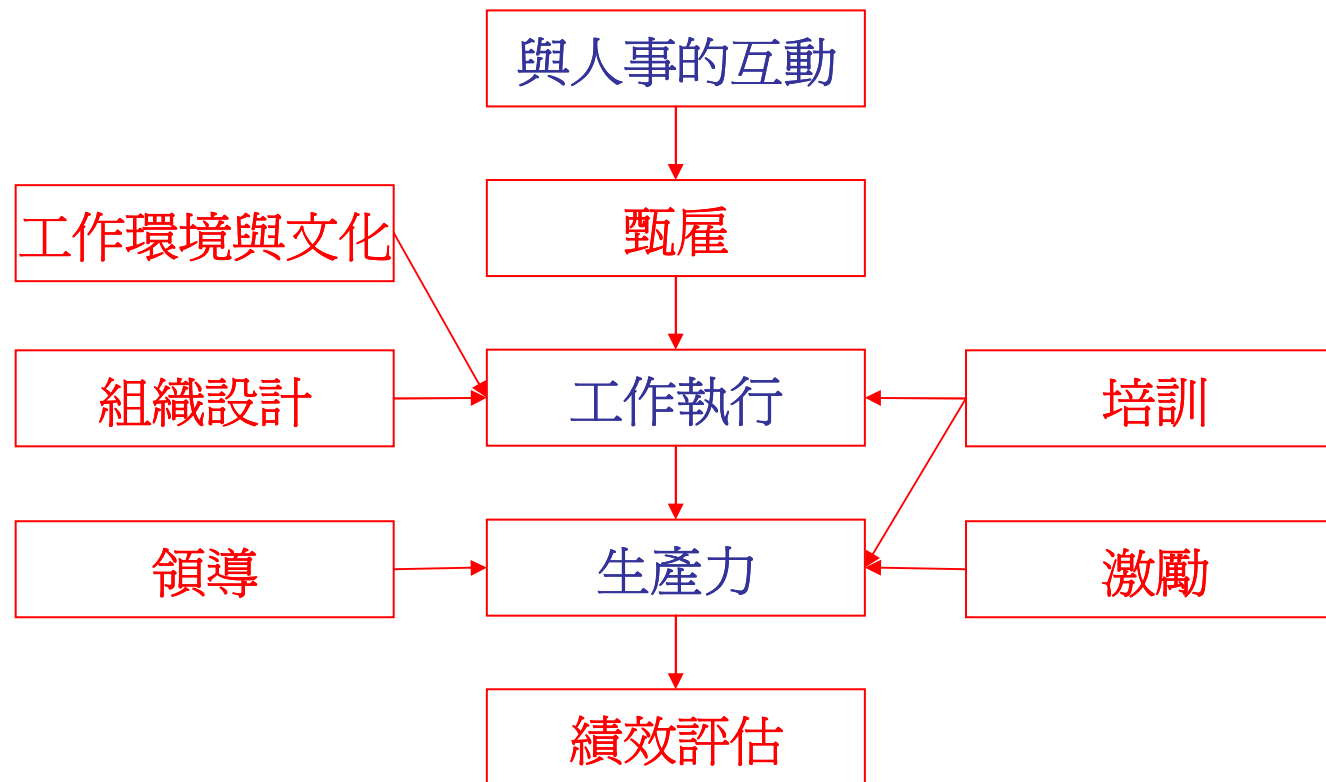 與人事的互動
工作環境與文化
甄雇
組織設計
工作執行
培訓
領導
生產力
激勵
績效評估